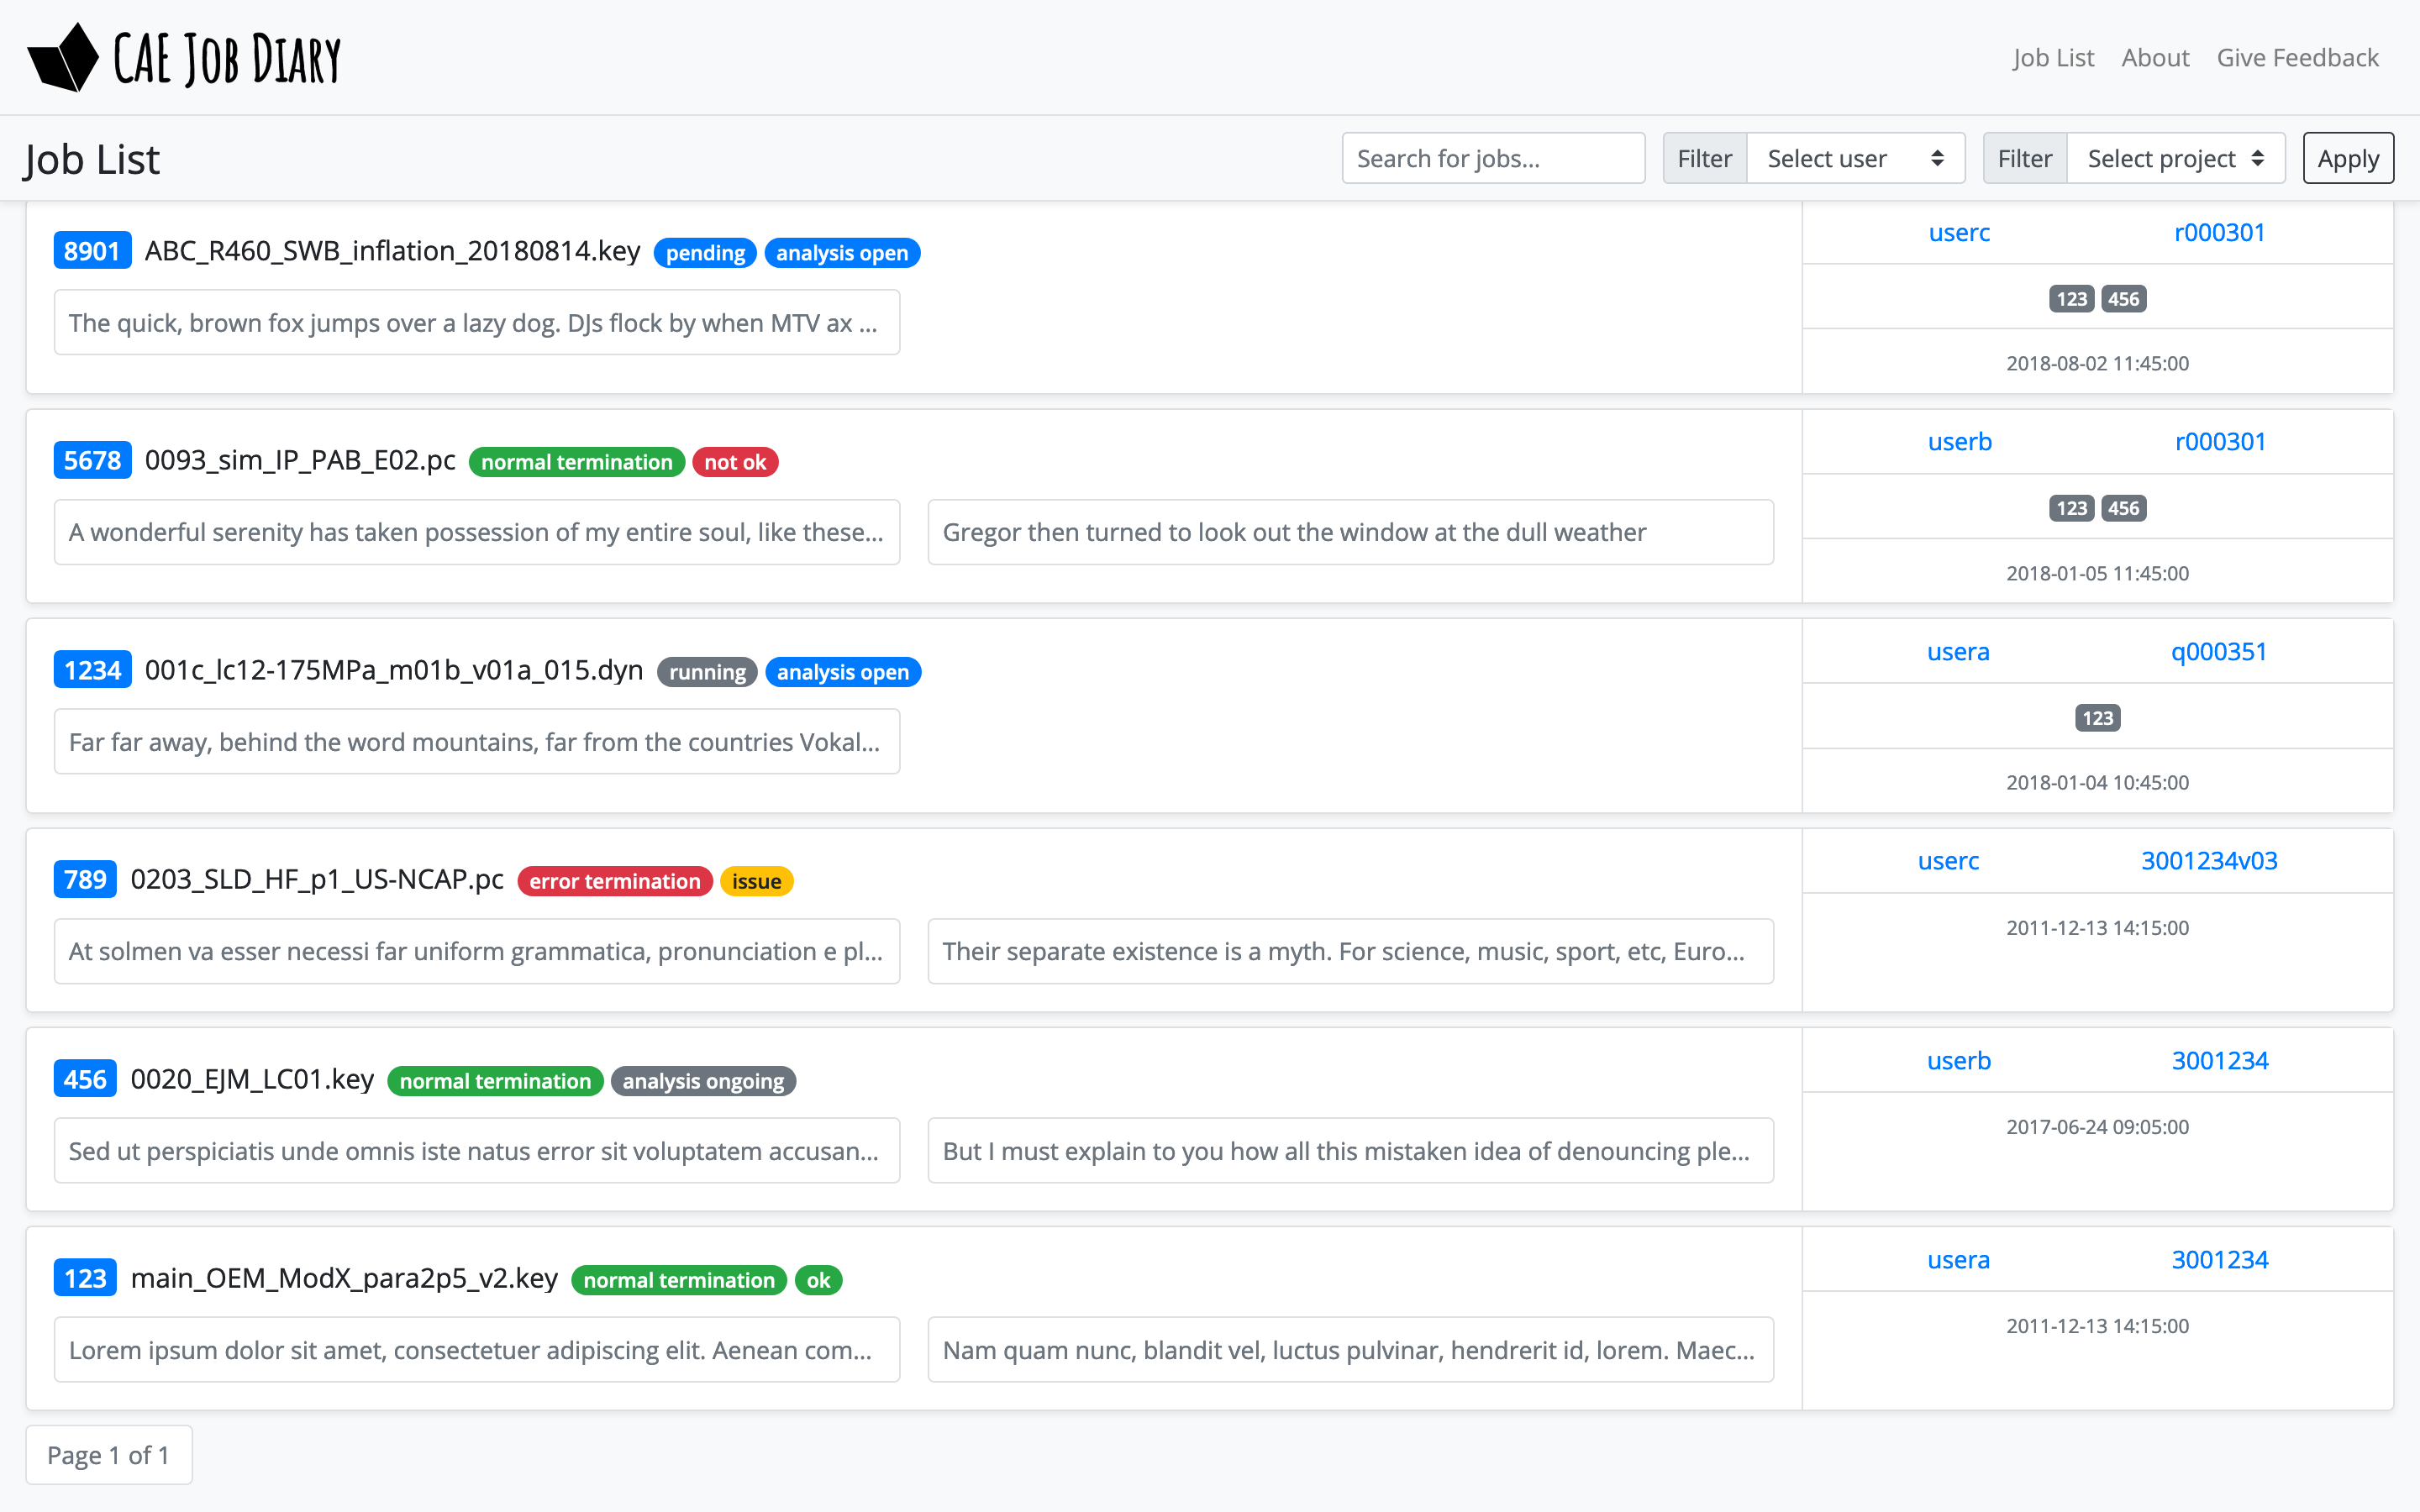 CAE JOB DIARY
Job List About Give Feedback
Job List
Search for jobs... Filter Select user Filter Select project Apply
8901 ABC_R460_SWB_inflation_20180814.key pending analysis open
The quick, brown fox jumps over a lazy dog. DJs flock by when MTV ax ...
userc r000301
123 456
2018-08-02 11:45:00
5678 0093_sim_IP_PAB_E02.pc normal termination not ok
A wonderful serenity has taken possession of my entire soul, like these...
Gregor then turned to look out the window at the dull weather
userb r000301
123 456
2018-01-05 11:45:00
1234 001c_lc12-175MPa_m01b_v01a_015.dyn running analysis open
Far far away, behind the word mountains, far from the countries Vokal...
usera q000351
123
2018-01-04 10:45:00
789 0203_SLD_HF_p1_US-NCAP.pc error termination issue
At solmen va esser necessi far uniform grammatica, pronunciation e pl...
Their separate existence is a myth. For science, music, sport, etc, Euro...
userc 3001234v03
2011-12-13 14:15:00
456 0020_EJM_LC01.key normal termination analysis ongoing
Sed ut perspiciatis unde omnis iste natus error sit voluptatem accusan...
But I must explain to you how all this mistaken idea of denouncing ple...
userb 3001234
2017-06-24 09:05:00
123 main_OEM_ModX_para2p5_v2.key normal termination ok
Lorem ipsum dolor sit amet, consectetuer adipiscing elit. Aenean com...
Nam quam nunc, blandit vel, luctus pulvinar, hendrerit id, lorem. Maec...
usera 3001234
2011-12-13 14:15:00
Page 1 of 1